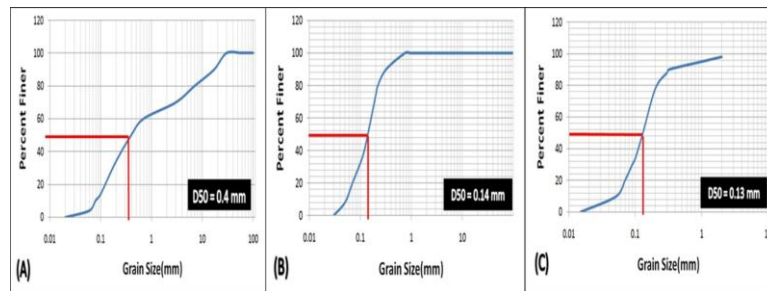 Percent Finer
120
100
80
60
40
20
0
0.01 0.1 1 10 100
D50 = 0.4 mm
(A)
Grain Size(mm)
Percent Finer
120
100
80
60
40
20
0
0.01 0.1 1 10
D50 = 0.14 mm
(B)
Grain Size(mm)
Percent Finer
120
100
80
60
40
20
0
0.01 0.1 1
D50 = 0.13 mm
(C)
Grain Size(mm)